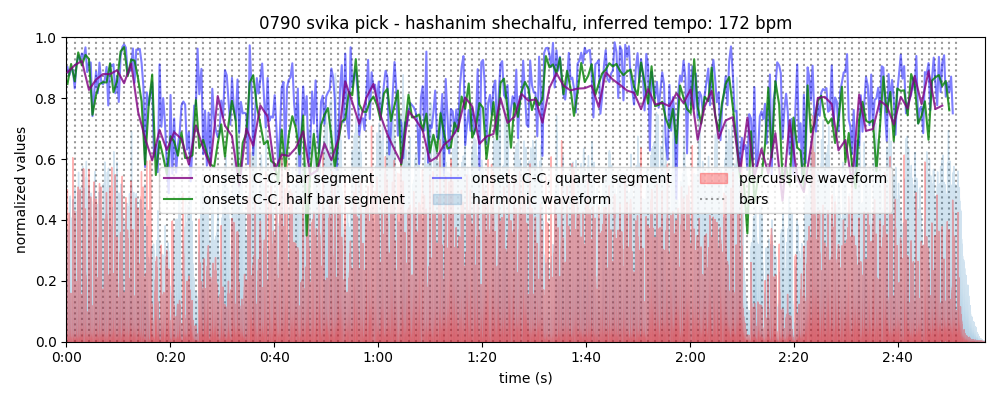 0790 svika pick - hashanim shechalfu, inferred tempo: 172 bpm
1.0
0.8
0.6
0.4
0.2
0.0
normalized values
onsets C-C, bar segment
onsets C-C, half bar segment
onsets C-C, quarter segment
harmonic waveform
percussive waveform
bars
0:00 0:20 0:40 1:00 1:20 1:40 2:00 2:20 2:40
time (s)